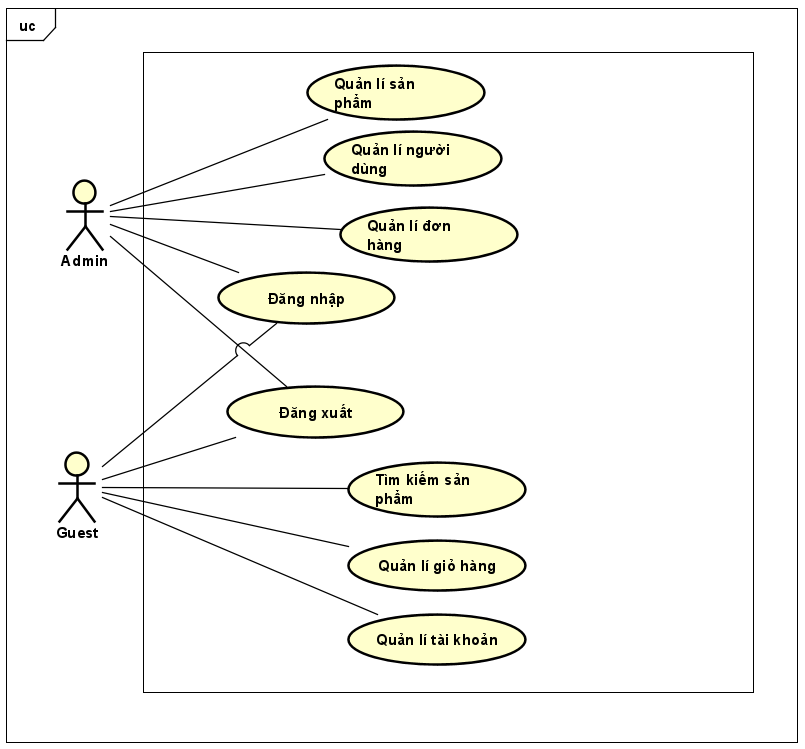 uc
Quản lí sản
phẩm
Quản lí người
dùng
Quản lí đơn
hàng
Admin
Đăng nhập
Đăng xuất
Tìm kiếm sản
phẩm
Guest
Quản lí giỏ hàng
Quản lí tài khoản